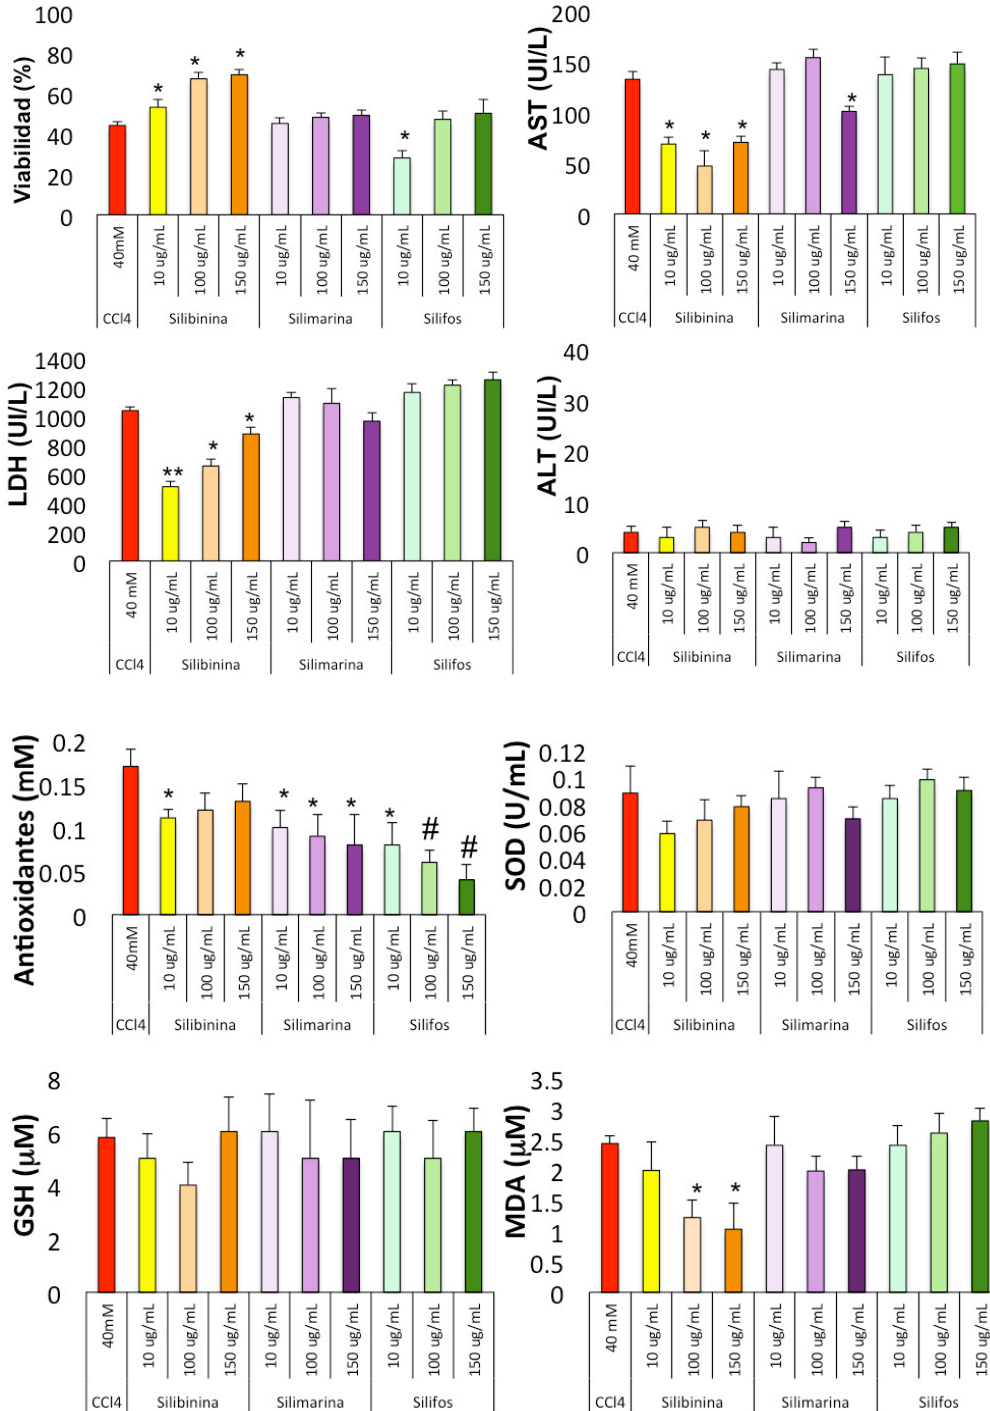 Viabilidad (%)
100
80
60
40
20
0
* * * *
40mM 10 ug/mL 100 ug/mL 150 ug/mL 10 ug/mL 100 ug/mL 150 ug/mL 10 ug/mL 100 ug/mL 150 ug/mL
CCl4 Silibinina Silimarina Silifos
AST (UI/L)
200
150
100
50
0
* * * *
40 mM 10 ug/mL 100 ug/mL 150 ug/mL 10 ug/mL 100 ug/mL 150 ug/mL 10 ug/mL 100 ug/mL 150 ug/mL
CCl4 Silibinina Silimarina Silifos
LDH (UI/L)
1400
1200
1000
800
600
400
200
0
** * *
40 mM 10 ug/mL 100 ug/mL 150 ug/mL 10 ug/mL 100 ug/mL 150 ug/mL 10 ug/mL 100 ug/mL 150 ug/mL
CCl4 Silibinina Silimarina Silifos
ALT (UI/L)
40
30
20
10
0
40 mM 10 ug/mL 100 ug/mL 150 ug/mL 10 ug/mL 100 ug/mL 150 ug/mL 10 ug/mL 100 ug/mL 150 ug/mL
CCl4 Silibinina Silimarina Silifos
Antioxidantes (mM)
0.2
0.15
0.1
0.05
0
* * * * * # #
40mM 10 ug/mL 100 ug/mL 150 ug/mL 10 ug/mL 100 ug/mL 150 ug/mL 10 ug/mL 100 ug/mL 150 ug/mL
CCl4 Silibinina Silimarina Silifos
SOD (U/mL)
0.12
0.1
0.08
0.06
0.04
0.02
0
40mM 10 ug/mL 100 ug/mL 150 ug/mL 10 ug/mL 100 ug/mL 150 ug/mL 10 ug/mL 100 ug/mL 150 ug/mL
CCl4 Silibinina Silimarina Silifos
GSH (µM)
8
6
4
2
0
40mM 10 ug/mL 100 ug/mL 150 ug/mL 10 ug/mL 100 ug/mL 150 ug/mL 10 ug/mL 100 ug/mL 150 ug/mL
CCl4 Silibinina Silimarina Silifos
MDA (µM)
3.5
3
2.5
2
1.5
1
0.5
0
* *
40 mM 10 ug/mL 100 ug/mL 150 ug/mL 10 ug/mL 100 ug/mL 150 ug/mL 10 ug/mL 100 ug/mL 150 ug/mL
CCl4 Silibinina Silimarina Silifos